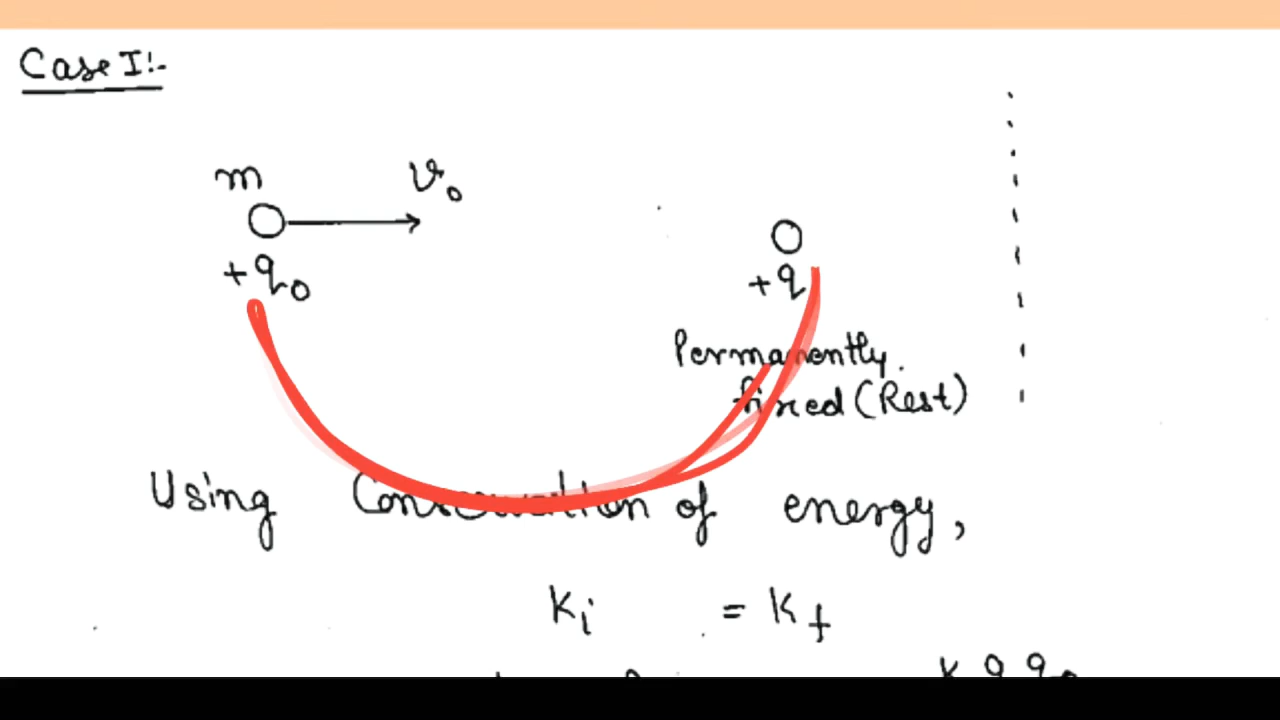 Case I:-
m v₀
+q₀ +q
Permanently
fixed (Rest)
Using Conservation of energy,
Kᵢ = K_f